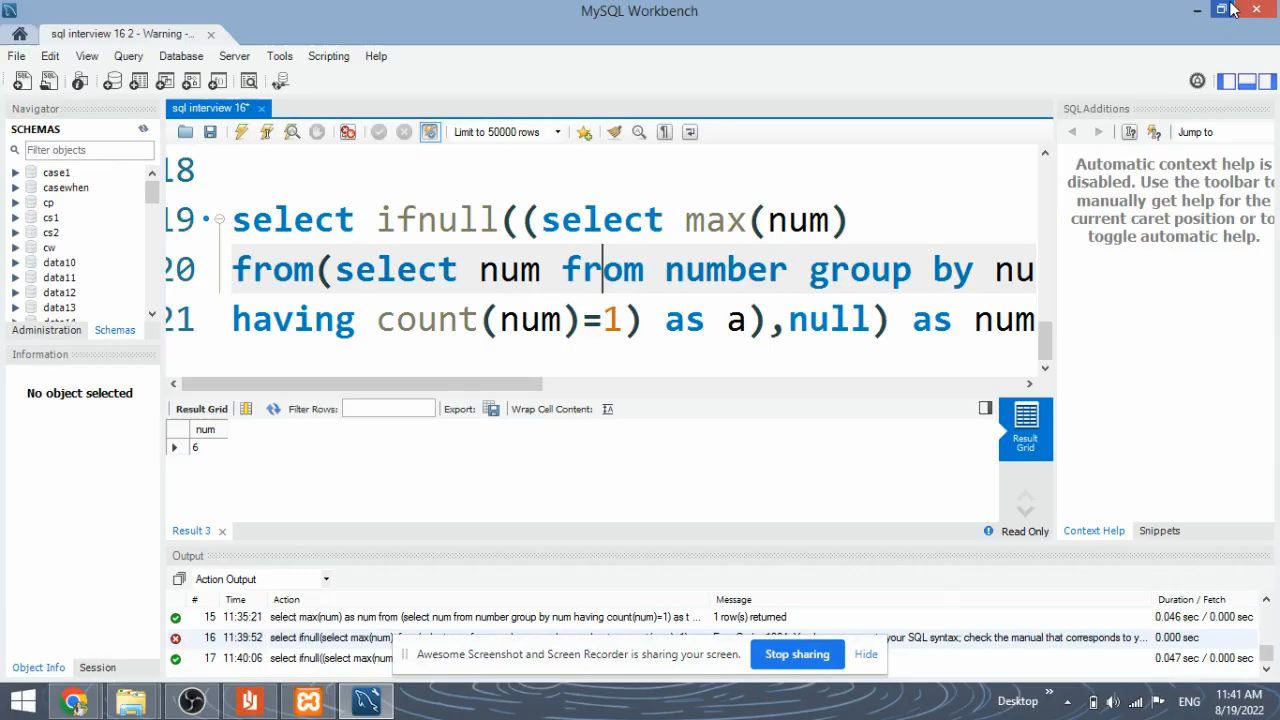 MySQL Workbench
sql interview 16 2 - Warning -...
File Edit View Query Database Server Tools Scripting Help
Navigator
SCHEMAS
Filter objects
case1
casewhen
cp
cs1
cs2
cw
data10
data11
data12
data13
Administration Schemas
Information
No object selected
Object Info Session
sql interview 16*
Limit to 50000 rows
18
19 select ifnull((select max(num)
20 from(select num from number group by nu
21 having count(num)=1) as a),null) as num
Result Grid Filter Rows: Export: Wrap Cell Content:
num
6
Result Grid
Result 3
Read Only
Output
Action Output
# Time Action Message Duration / Fetch
15 11:35:21 select max(num) as num from (select num from number group by num having count(num)=1) as t ... 1 row(s) returned 0.046 sec / 0.000 sec
16 11:39:52 select ifnull(select max(num) your SQL syntax; check the manual that corresponds to y... 0.000 sec
17 11:40:06 select ifnull((select max(num 0.047 sec / 0.000 sec
Awesome Screenshot and Screen Recorder is sharing your screen. Stop sharing Hide
SQLAdditions
Jump to
Automatic context help is
disabled. Use the toolbar to
manually get help for the
current caret position or to
toggle automatic help.
Context Help Snippets
Desktop
ENG
11:41 AM
8/19/2022